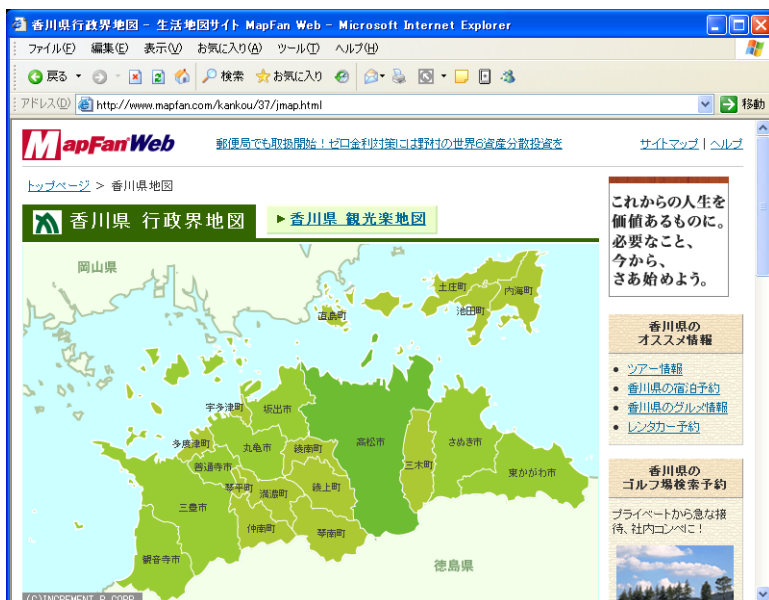 香川県行政界地図 - 生活地図サイト MapFan Web - Microsoft Internet Explorer
ファイル(F) 編集(E) 表示(V) お気に入り(A) ツール(T) ヘルプ(H)
戻る 検索 お気に入り
アドレス(D) http://www.mapfan.com/kankou/37/jmap.html 移動
MapFan Web 郵便局でも取扱開始！ゼロ金利対策には野村の世界6資産分散投資を サイトマップ | ヘルプ
トップページ > 香川県地図
香川県 行政界地図 香川県 観光楽地図
岡山県
土庄町
内海町
池田町
直島町
宇多津町
坂出市
多度津町
丸亀市
綾南町
高松市
さぬき市
善通寺市
三木町
東かがわ市
琴平町
満濃町
綾上町
三豊市
仲南町
琴南町
観音寺市
徳島県
(C)INCREMENT P CORP.
これからの人生を
価値あるものに。
必要なこと、
今から、
さあ始めよう。
香川県の
オススメ情報
ツアー情報
香川県の宿泊予約
香川県のグルメ情報
レンタカー予約
香川県の
ゴルフ場検索予約
プライベートから急な接
待、社内コンペに！